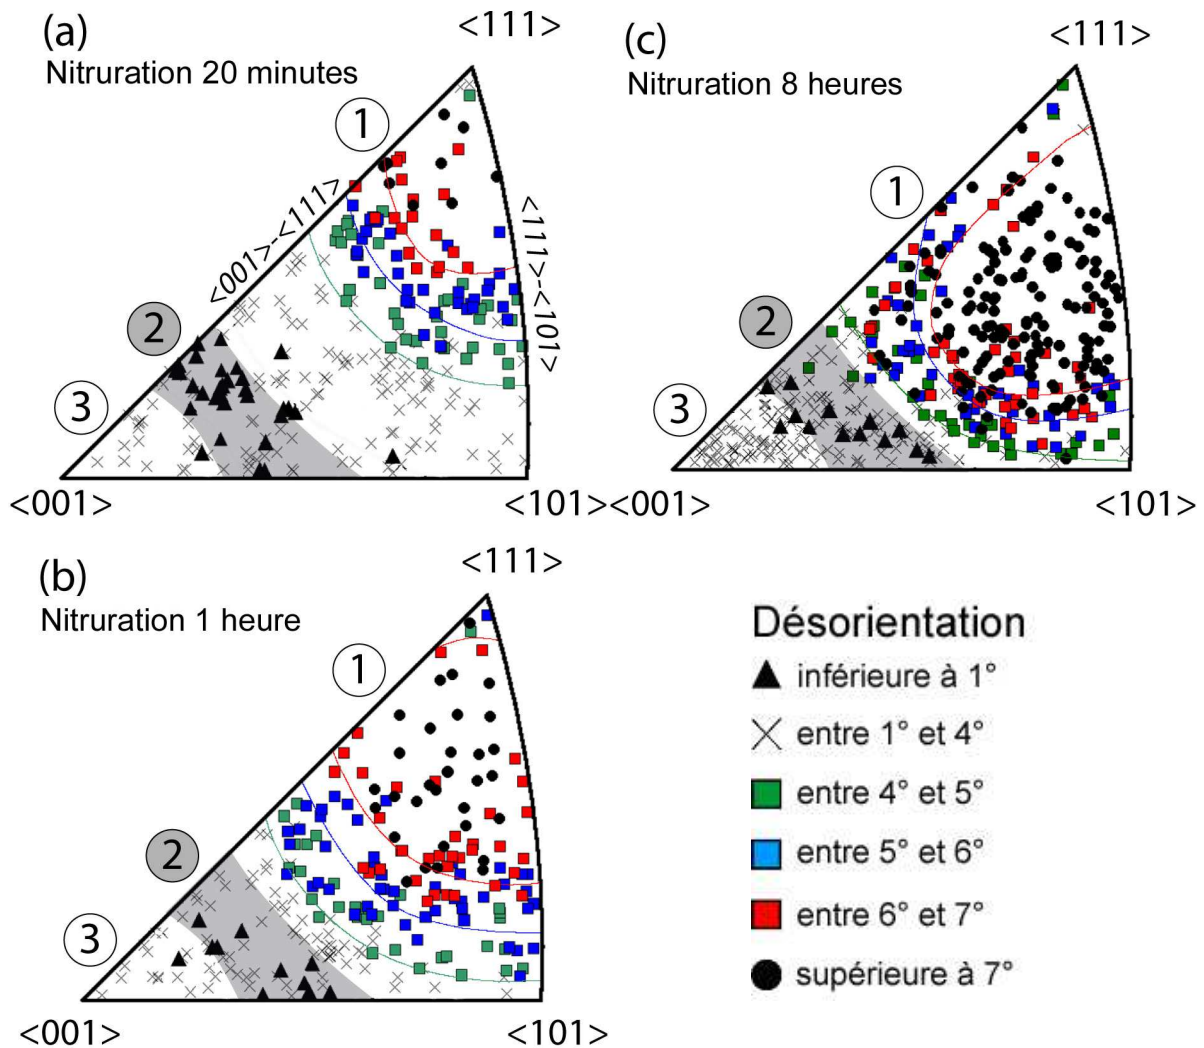 (a)
Nitruration 20 minutes
<111>
1
<001>-<111>
<111>-<101>
2
3
<001>
<101>
(c)
Nitruration 8 heures
<111>
1
2
3
<001>
<101>
(b)
Nitruration 1 heure
<111>
1
2
3
<001>
<101>
Désorientation
inférieure à 1°
entre 1° et 4°
entre 4° et 5°
entre 5° et 6°
entre 6° et 7°
supérieure à 7°